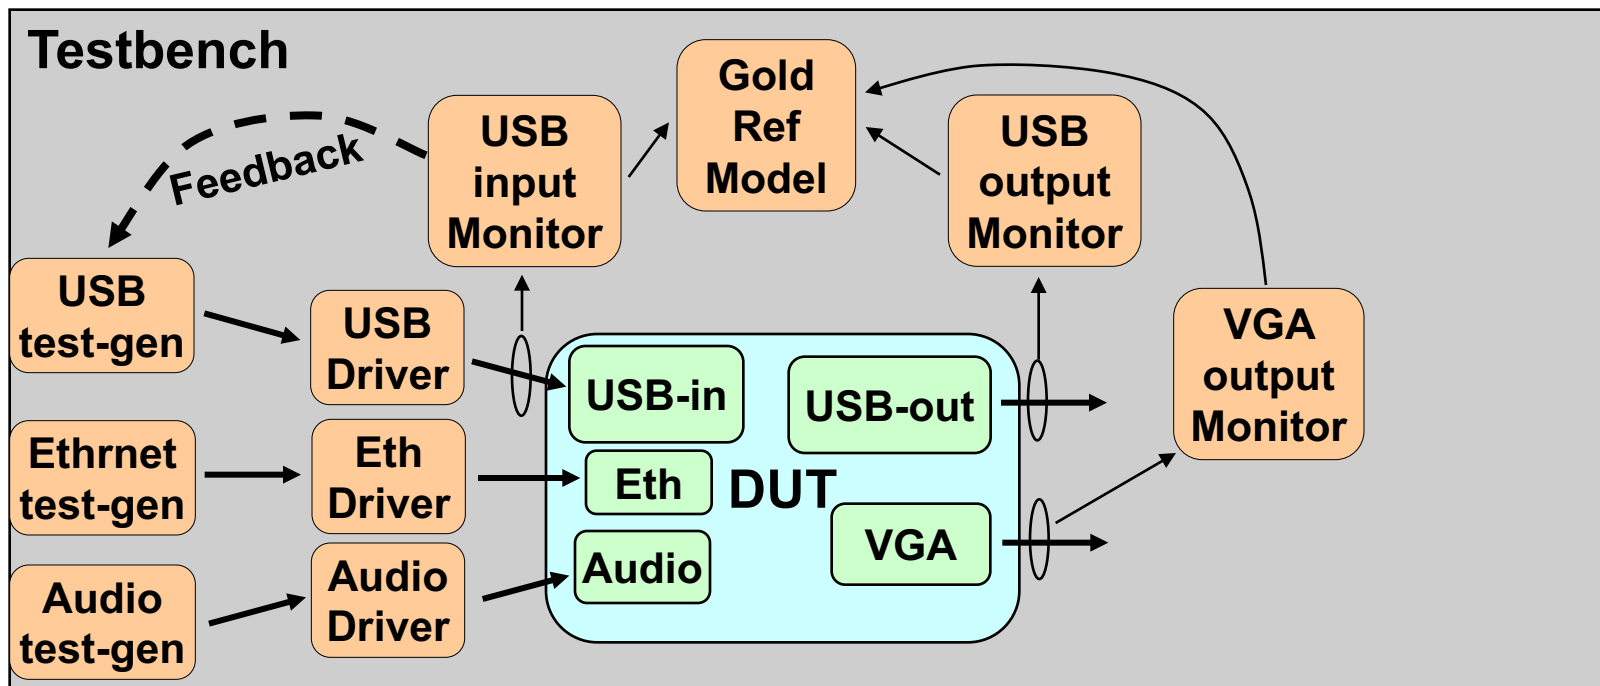 Testbench
Gold
Ref
Model
USB
input
Monitor
USB
output
Monitor
Feedback
USB
test-gen
USB
Driver
VGA
output
Monitor
USB-in
USB-out
Ethrnet
test-gen
Eth
Driver
Eth
DUT
VGA
Audio
test-gen
Audio
Driver
Audio